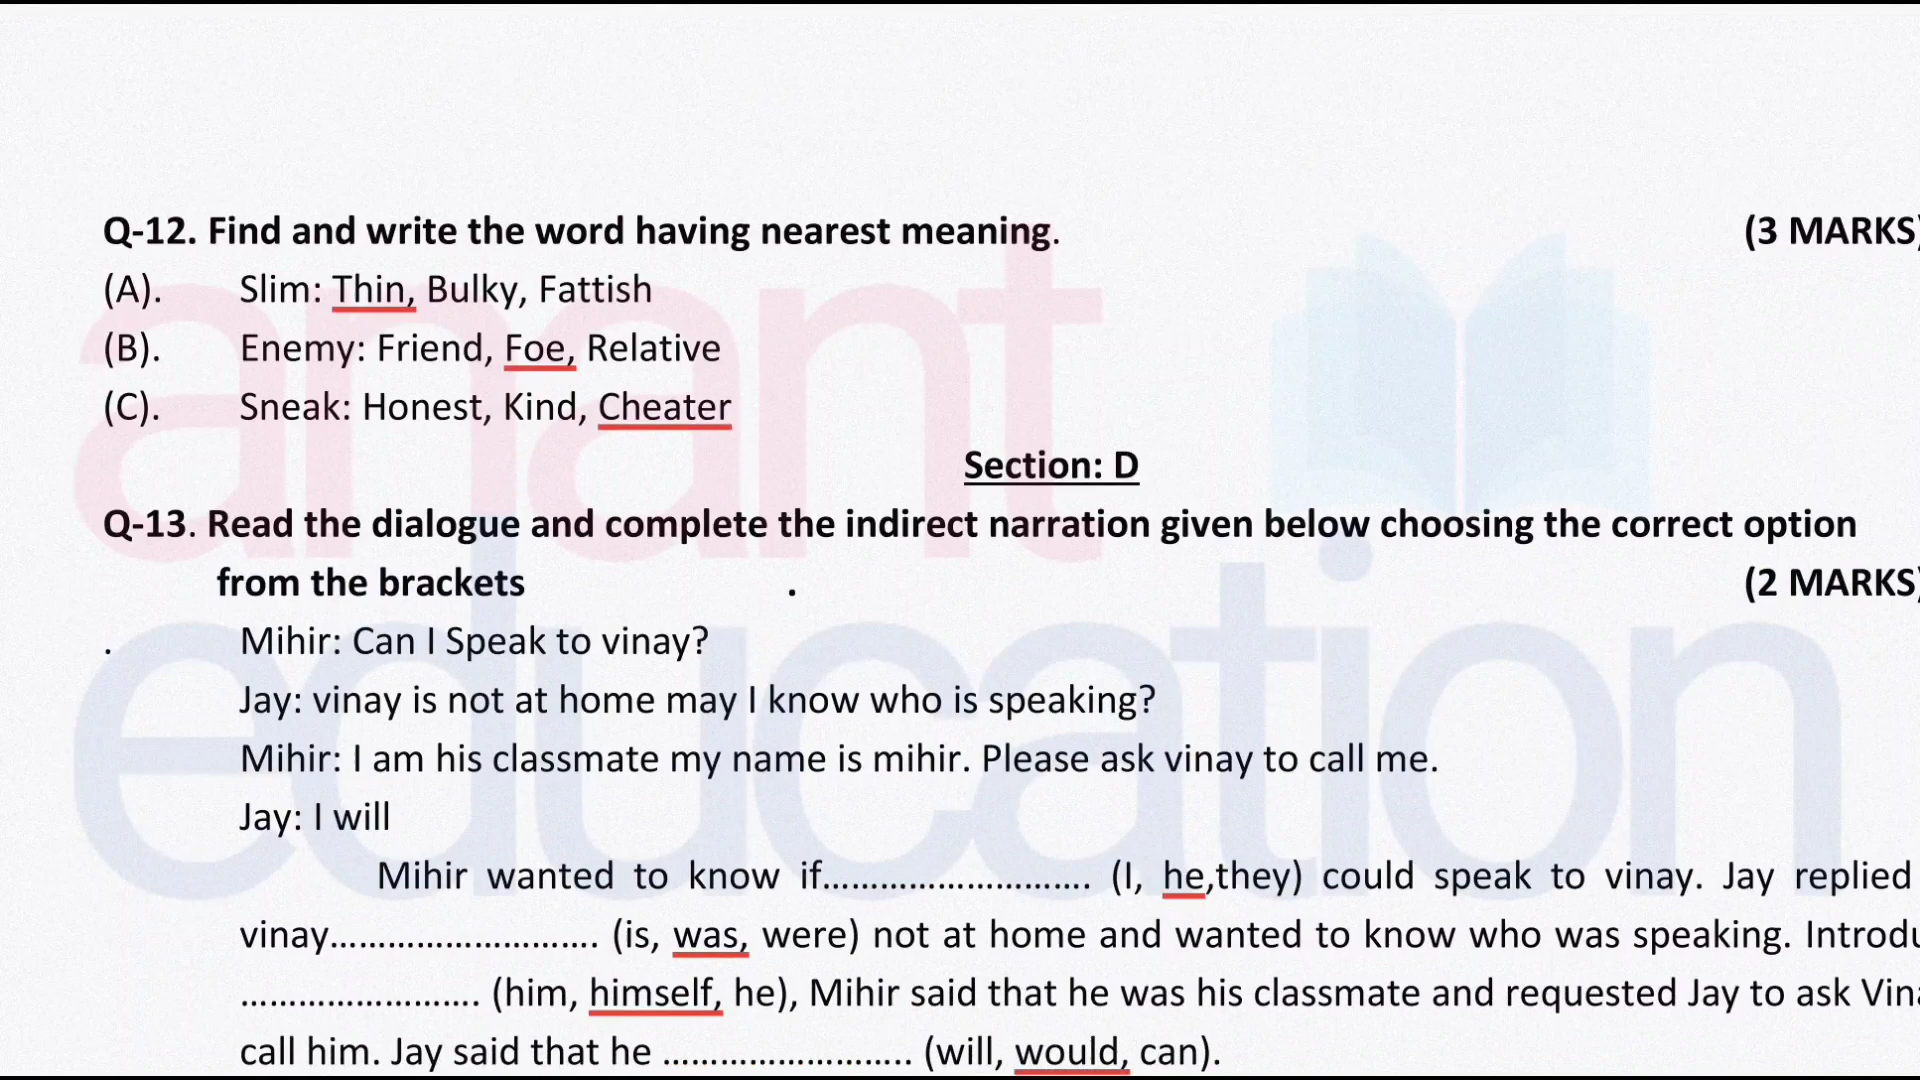 Q-12. Find and write the word having nearest meaning. (3 MARKS)
(A). Slim: Thin, Bulky, Fattish
(B). Enemy: Friend, Foe, Relative
(C). Sneak: Honest, Kind, Cheater
Section: D
Q-13. Read the dialogue and complete the indirect narration given below choosing the correct option
from the brackets . (2 MARKS)
. Mihir: Can I Speak to vinay?
Jay: vinay is not at home may I know who is speaking?
Mihir: I am his classmate my name is mihir. Please ask vinay to call me.
Jay: I will
Mihir wanted to know if………………………. (I, he,they) could speak to vinay. Jay replied
vinay………………………. (is, was, were) not at home and wanted to know who was speaking.
……………………. (him, himself, he), Mihir said that he was his classmate and requested Jay to ask
call him. Jay said that he …………………….. (will, would, can).
anant
education